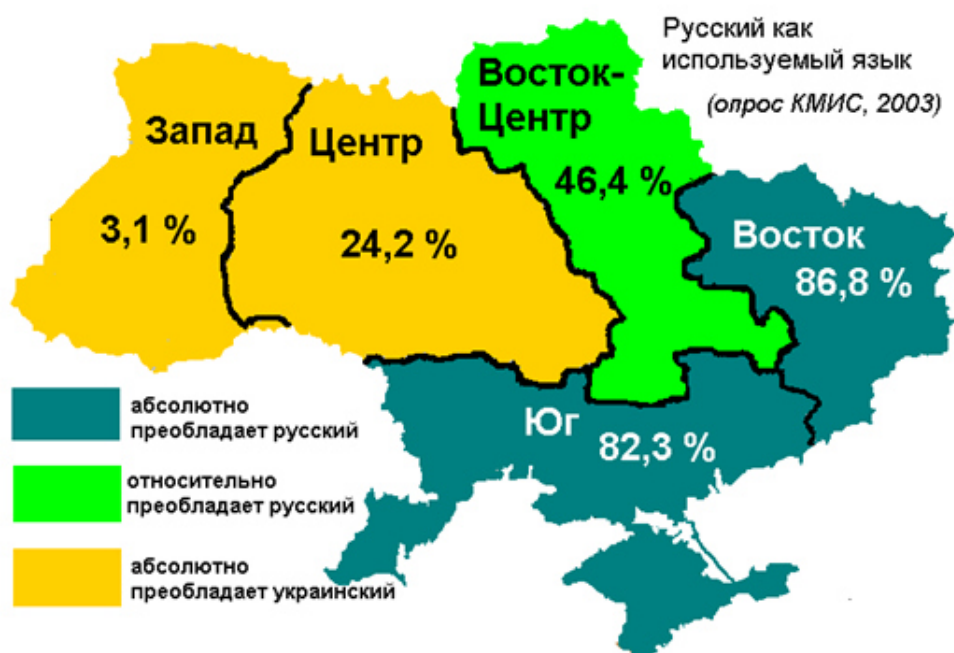 Русский как
используемый язык
(опрос КМИС, 2003)
Восток-
Центр
46,4 %
Запад
3,1 %
Центр
24,2 %
Восток
86,8 %
Юг
82,3 %
абсолютно
преобладает русский
относительно
преобладает русский
абсолютно
преобладает украинский